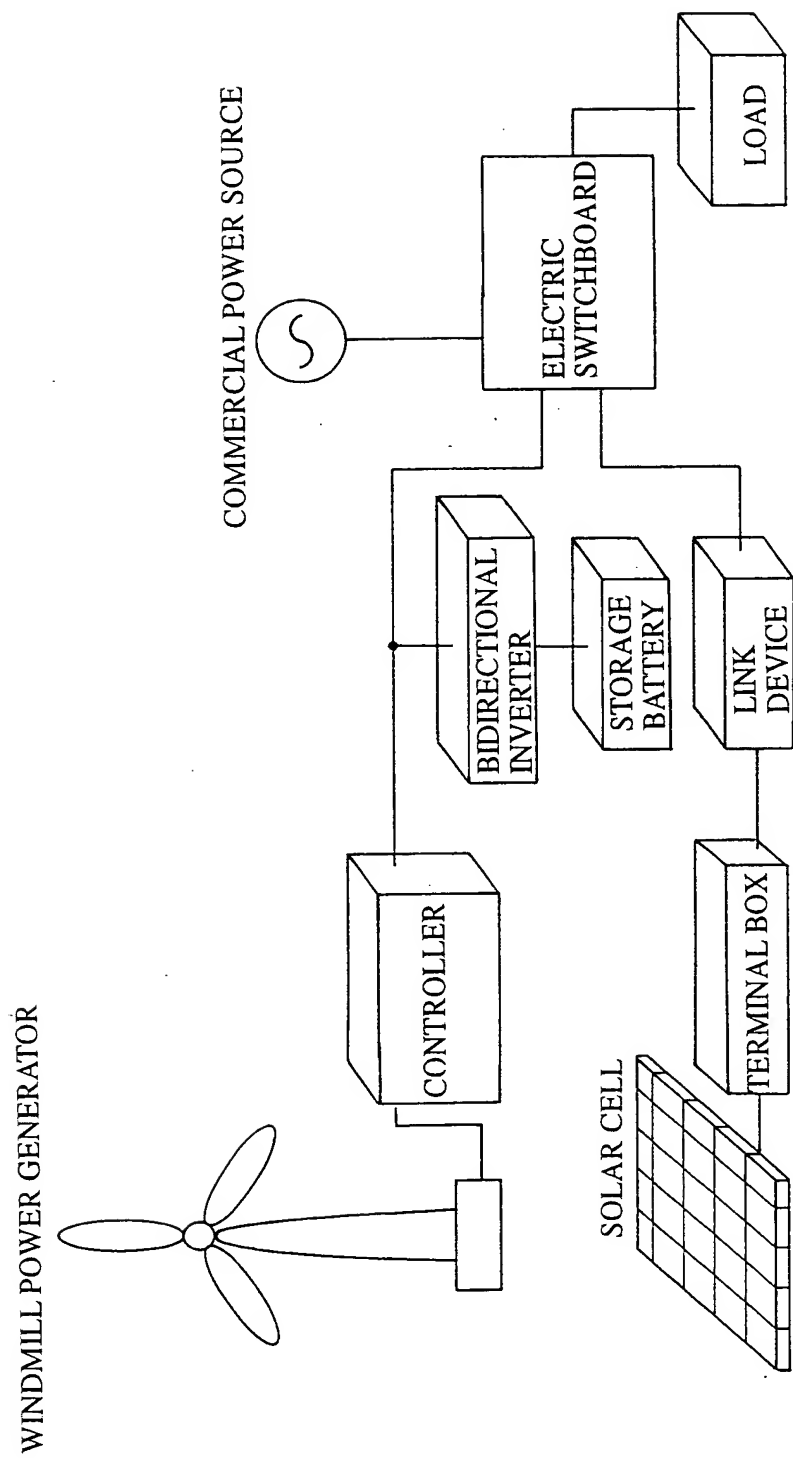 WINDMILL POWER GENERATOR
COMMERCIAL POWER SOURCE
CONTROLLER
BIDIRECTIONAL
INVERTER
STORAGE
BATTERY
ELECTRIC
SWITCHBOARD
SOLAR CELL
TERMINAL BOX
LINK
DEVICE
LOAD